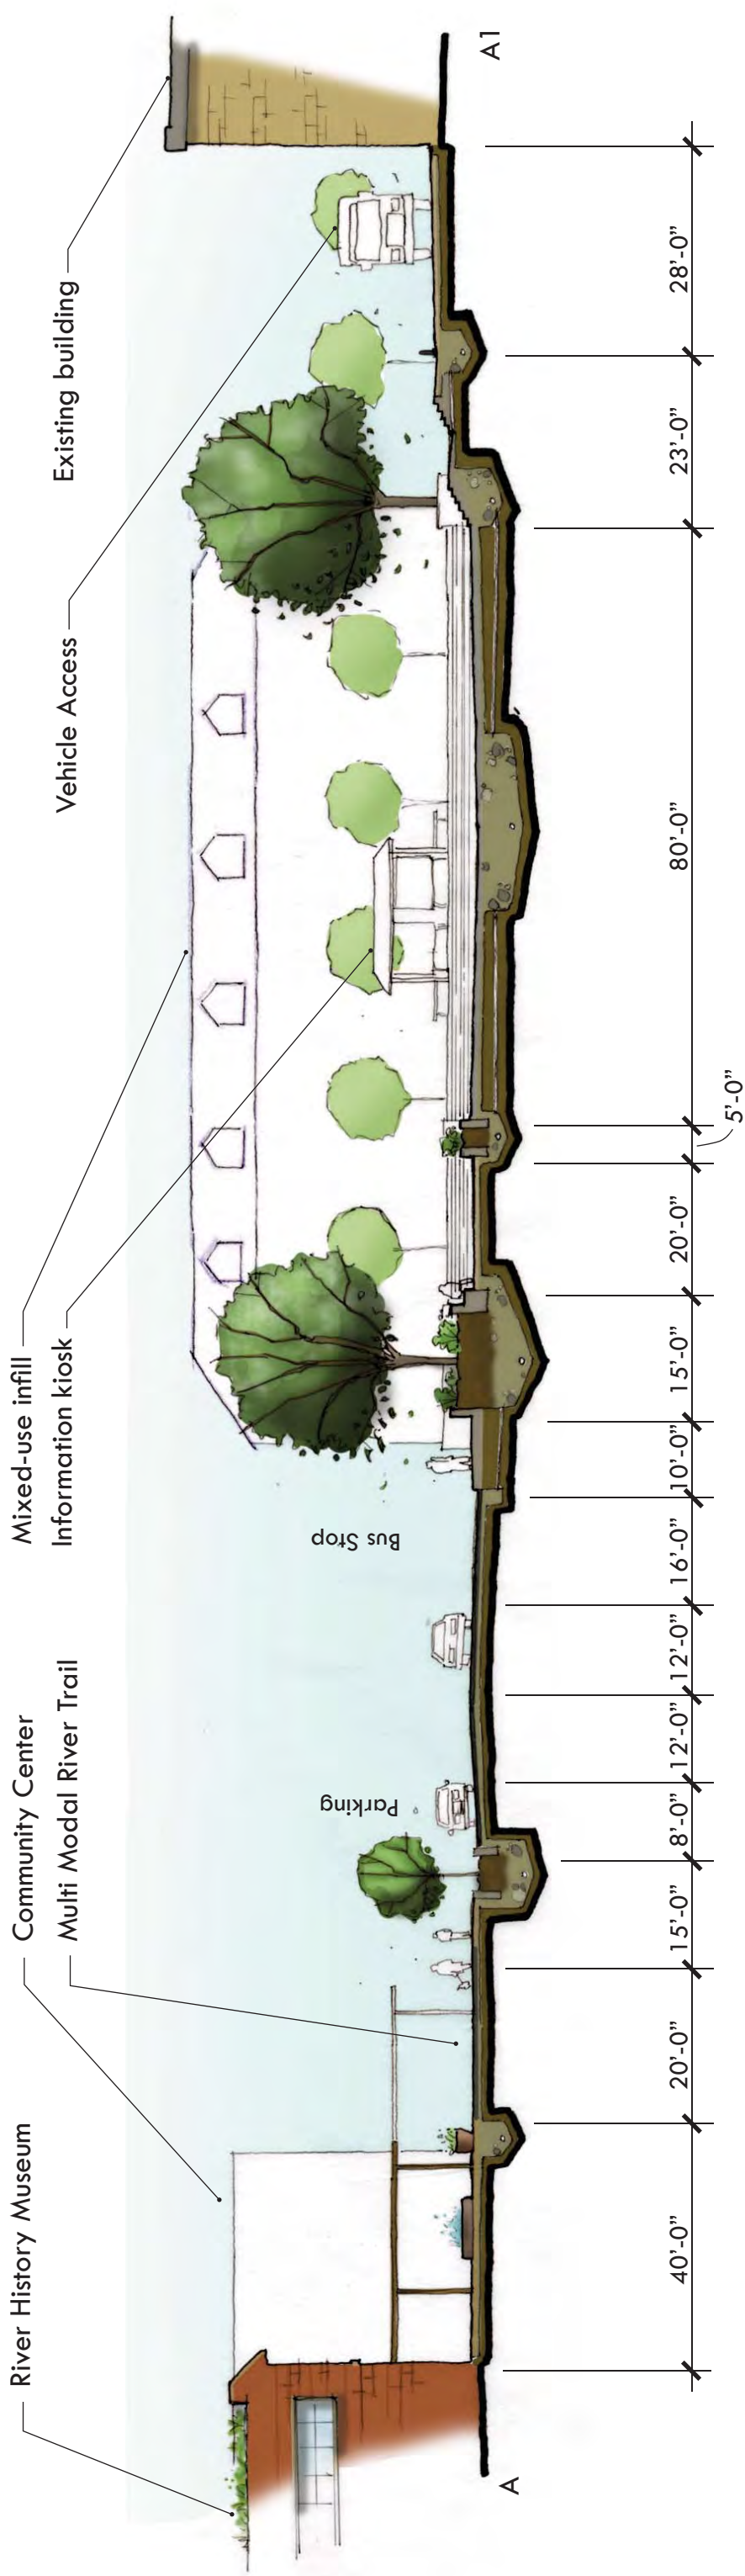 River History Museum
Community Center
Multi Modal River Trail
Mixed-use infill
Information kiosk
Vehicle Access
Existing building
Parking
Bus Stop
A
A1
40'-0"
20'-0"
15'-0"
8'-0"
12'-0"
12'-0"
16'-0"
10'-0"
15'-0"
20'-0"
5'-0"
80'-0"
23'-0"
28'-0"